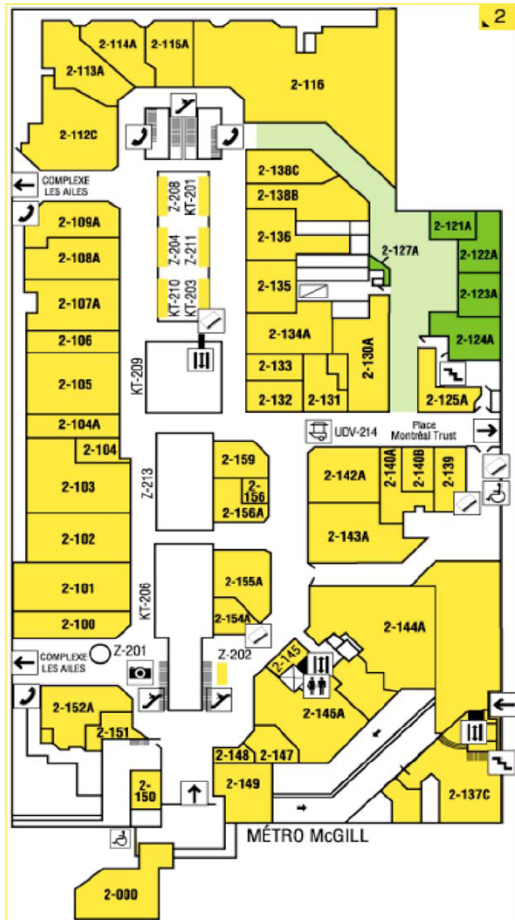 2
2-114A
2-115A
2-113A
2-116
2-112C
COMPLEXE
LES AILES
2-138C
Z-208
KT-201
2-138B
2-109A
2-121A
2-136
2-127A
Z-204
Z-211
2-122A
2-108A
2-135
2-123A
KT-210
KT-203
2-107A
2-134A
2-124A
2-106
2-130A
KT-209
2-133
2-105
2-132
2-131
2-125A
2-104A
UDV-214
Place
Montréal Trust
2-104
2-159
2-140A
2-140B
2-139
2-142A
2-103
Z-213
2-
156
2-156A
2-102
2-143A
2-101
KT-206
2-155A
2-154A
2-100
2-144A
Z-201
Z-202
2-145
COMPLEXE
LES AILES
2-152A
2-146A
2-151
2-148
2-147
2-
150
2-149
2-137C
MÉTRO McGILL
2-000